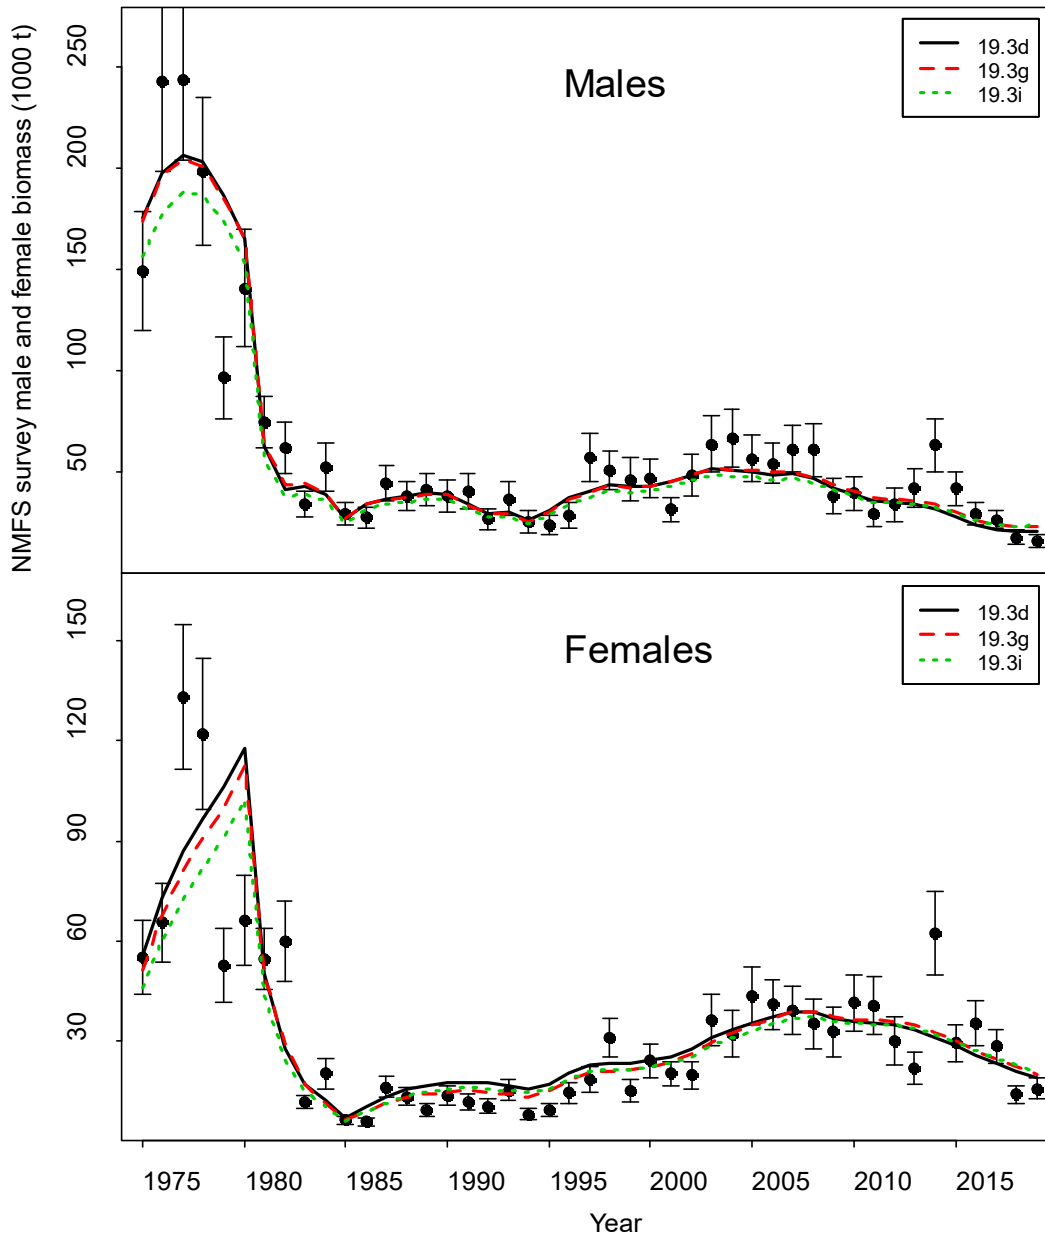 NMFS survey male and female biomass (1000 t)
250
200
150
100
50
Males
19.3d
19.3g
19.3i
150
120
90
60
30
Females
19.3d
19.3g
19.3i
1975 1980 1985 1990 1995 2000 2005 2010 2015
Year